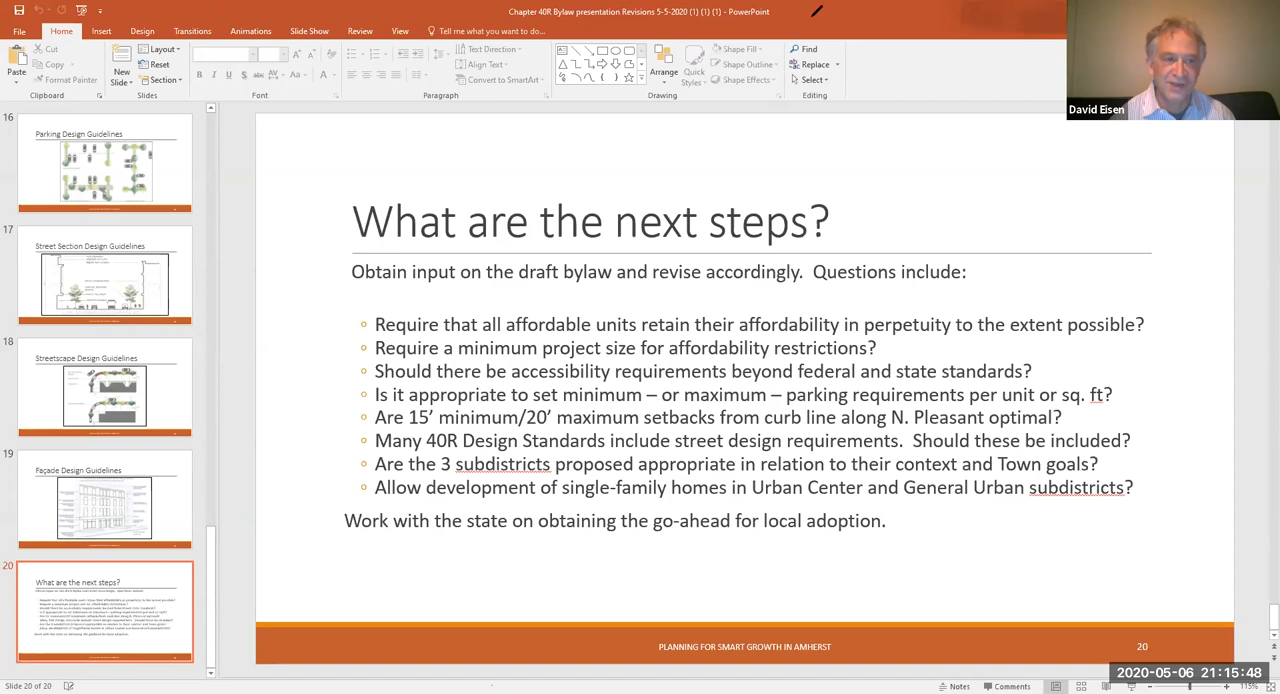 Chapter 40R Bylaw presentation Revisions 5-5-2020 (1) (1) (1) - PowerPoint
File Home Insert Design Transitions Animations Slide Show Review View Tell me what you want to do...
Paste
Cut
Copy
Format Painter
Clipboard
New Slide
Layout
Reset
Section
Slides
B I U S abc AV Aa A
Font
Text Direction
Align Text
Convert to SmartArt
Paragraph
Arrange
Quick Styles
Shape Fill
Shape Outline
Shape Effects
Drawing
Find
Replace
Select
Editing
David Eisen
16
Parking Design Guidelines
17
Street Section Design Guidelines
18
Streetscape Design Guidelines
19
Façade Design Guidelines
20
What are the next steps?
What are the next steps?
Obtain input on the draft bylaw and revise accordingly. Questions include:
Require that all affordable units retain their affordability in perpetuity to the extent possible?
Require a minimum project size for affordability restrictions?
Should there be accessibility requirements beyond federal and state standards?
Is it appropriate to set minimum – or maximum – parking requirements per unit or sq. ft?
Are 15’ minimum/20’ maximum setbacks from curb line along N. Pleasant optimal?
Many 40R Design Standards include street design requirements. Should these be included?
Are the 3 subdistricts proposed appropriate in relation to their context and Town goals?
Allow development of single-family homes in Urban Center and General Urban subdistricts?
Work with the state on obtaining the go-ahead for local adoption.
PLANNING FOR SMART GROWTH IN AMHERST
20
2020-05-06 21:15:48
Slide 20 of 20
Notes
Comments
115%